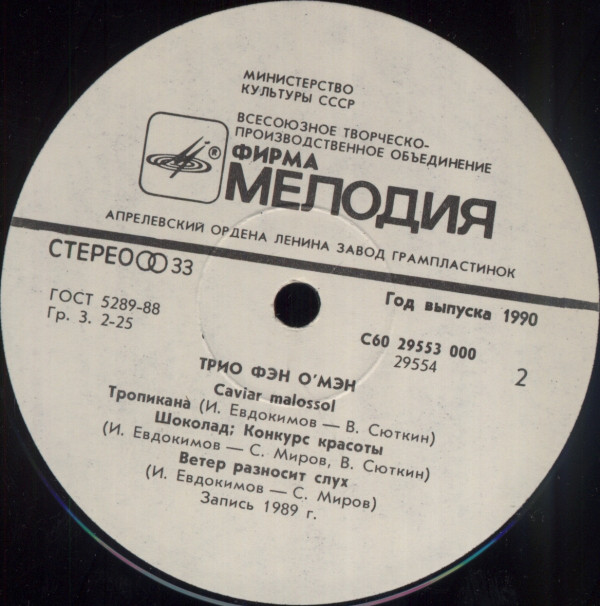 МИНИСТЕРСТВО
КУЛЬТУРЫ СССР
ВСЕСОЮЗНОЕ ТВОРЧЕСКО-
ПРОИЗВОДСТВЕННОЕ ОБЪЕДИНЕНИЕ
®
ФИРМА
МЕЛОДИЯ
АПРЕЛЕВСКИЙ ОРДЕНА ЛЕНИНА ЗАВОД ГРАМПЛАСТИНОК
СТЕРЕО 33
ГОСТ 5289-88
Гр. 3. 2-25
Год выпуска 1990
С60 29553 000
29554
2
ТРИО ФЭН О'МЭН
Caviar malossol
Тропикана (И. Евдокимов — В. Сюткин)
Шоколад; Конкурс красоты
(И. Евдокимов — С. Миров, В. Сюткин)
Ветер разносит слух
(И. Евдокимов — С. Миров)
Запись 1989 г.